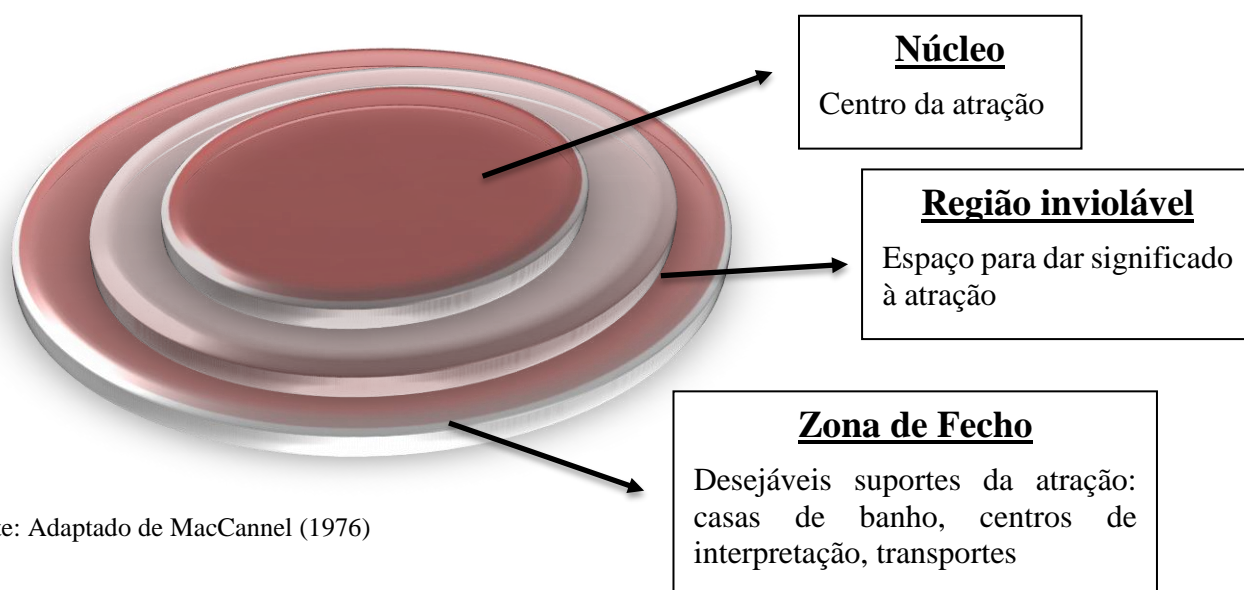 Núcleo
Centro da atração
Região inviolável
Espaço para dar significado
à atração
Zona de Fecho
Desejáveis suportes da atração:
casas de banho, centros de
interpretação, transportes
te: Adaptado de MacCannel (1976)